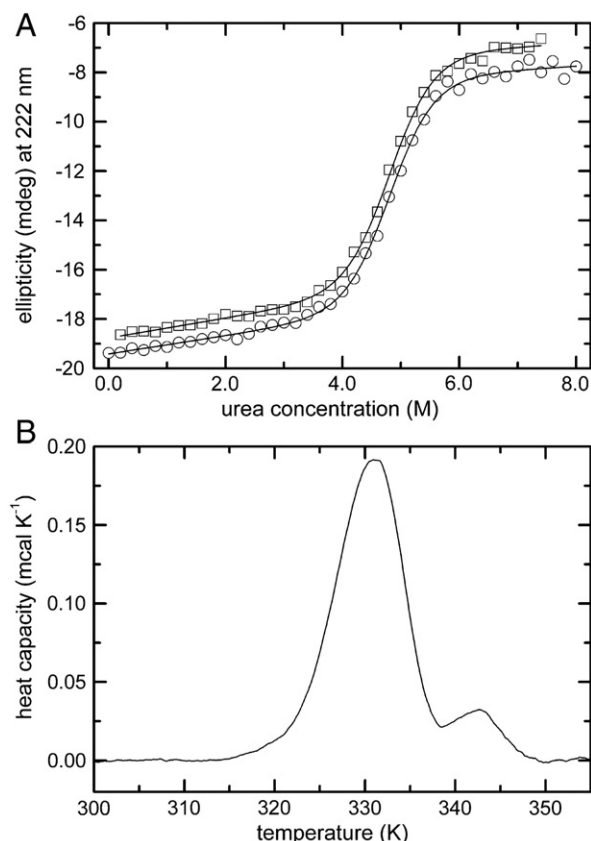 A
-6
-8
-10
-12
-14
-16
-18
-20
ellipticity (mdeg) at 222 nm
0.0 2.0 4.0 6.0 8.0
urea concentration (M)
B
0.20
0.15
0.10
0.05
0.00
heat capacity (mcal K⁻¹)
300 310 320 330 340 350
temperature (K)